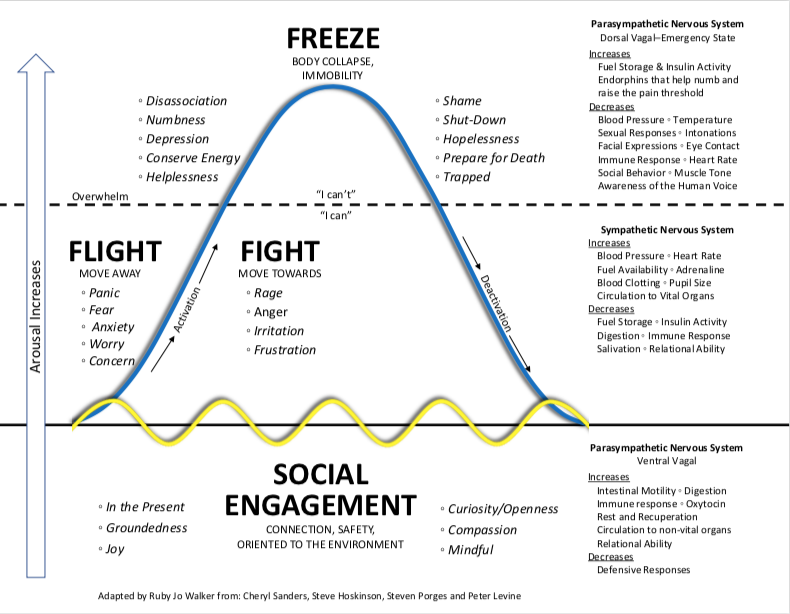 FREEZE
BODY COLLAPSE,
IMMOBILITY
◦ Disassociation
◦ Numbness
◦ Depression
◦ Conserve Energy
◦ Helplessness
◦ Shame
◦ Shut-Down
◦ Hopelessness
◦ Prepare for Death
◦ Trapped
Overwhelm
“I can’t”
“I can”
Arousal Increases
FLIGHT
MOVE AWAY
◦ Panic
◦ Fear
◦ Anxiety
◦ Worry
◦ Concern
Activation
FIGHT
MOVE TOWARDS
◦ Rage
◦ Anger
◦ Irritation
◦ Frustration
Deactivation
SOCIAL
ENGAGEMENT
CONNECTION, SAFETY,
ORIENTED TO THE ENVIRONMENT
◦ In the Present
◦ Groundedness
◦ Joy
◦ Curiosity/Openness
◦ Compassion
◦ Mindful
Parasympathetic Nervous System
Dorsal Vagal–Emergency State
Increases
Fuel Storage & Insulin Activity
Endorphins that help numb and
raise the pain threshold
Decreases
Blood Pressure ◦ Temperature
Sexual Responses ◦ Intonations
Facial Expressions ◦ Eye Contact
Immune Response ◦ Heart Rate
Social Behavior ◦ Muscle Tone
Awareness of the Human Voice
Sympathetic Nervous System
Increases
Blood Pressure ◦ Heart Rate
Fuel Availability ◦ Adrenaline
Blood Clotting ◦ Pupil Size
Circulation to Vital Organs
Decreases
Fuel Storage ◦ Insulin Activity
Digestion ◦ Immune Response
Salivation ◦ Relational Ability
Parasympathetic Nervous System
Ventral Vagal
Increases
Intestinal Motility ◦ Digestion
Immune response ◦ Oxytocin
Rest and Recuperation
Circulation to non-vital organs
Relational Ability
Decreases
Defensive Responses
Adapted by Ruby Jo Walker from: Cheryl Sanders, Steve Hoskinson, Steven Porges and Peter Levine